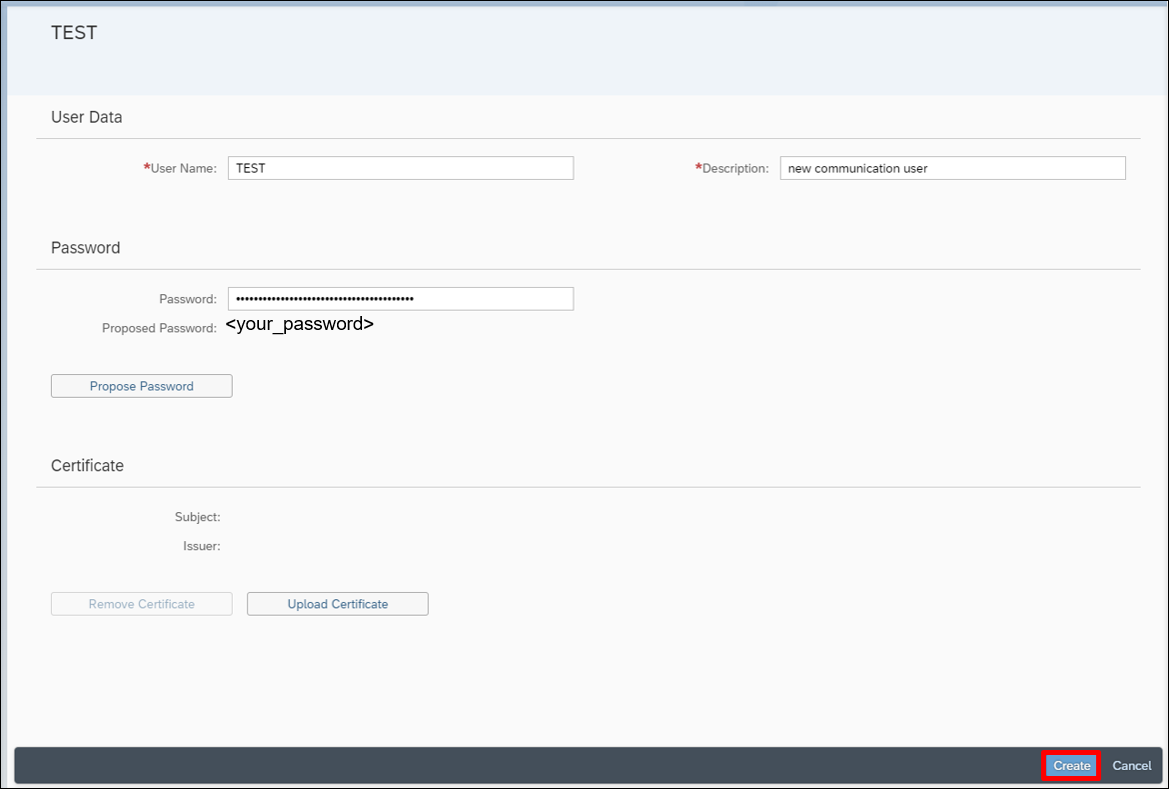 TEST
User Data
*User Name: TEST *Description: new communication user
Password
Password: ••••••••••••••••••••••••••••••••••••••••
Proposed Password: <your_password>
Propose Password
Certificate
Subject:
Issuer:
Remove Certificate Upload Certificate
Create Cancel